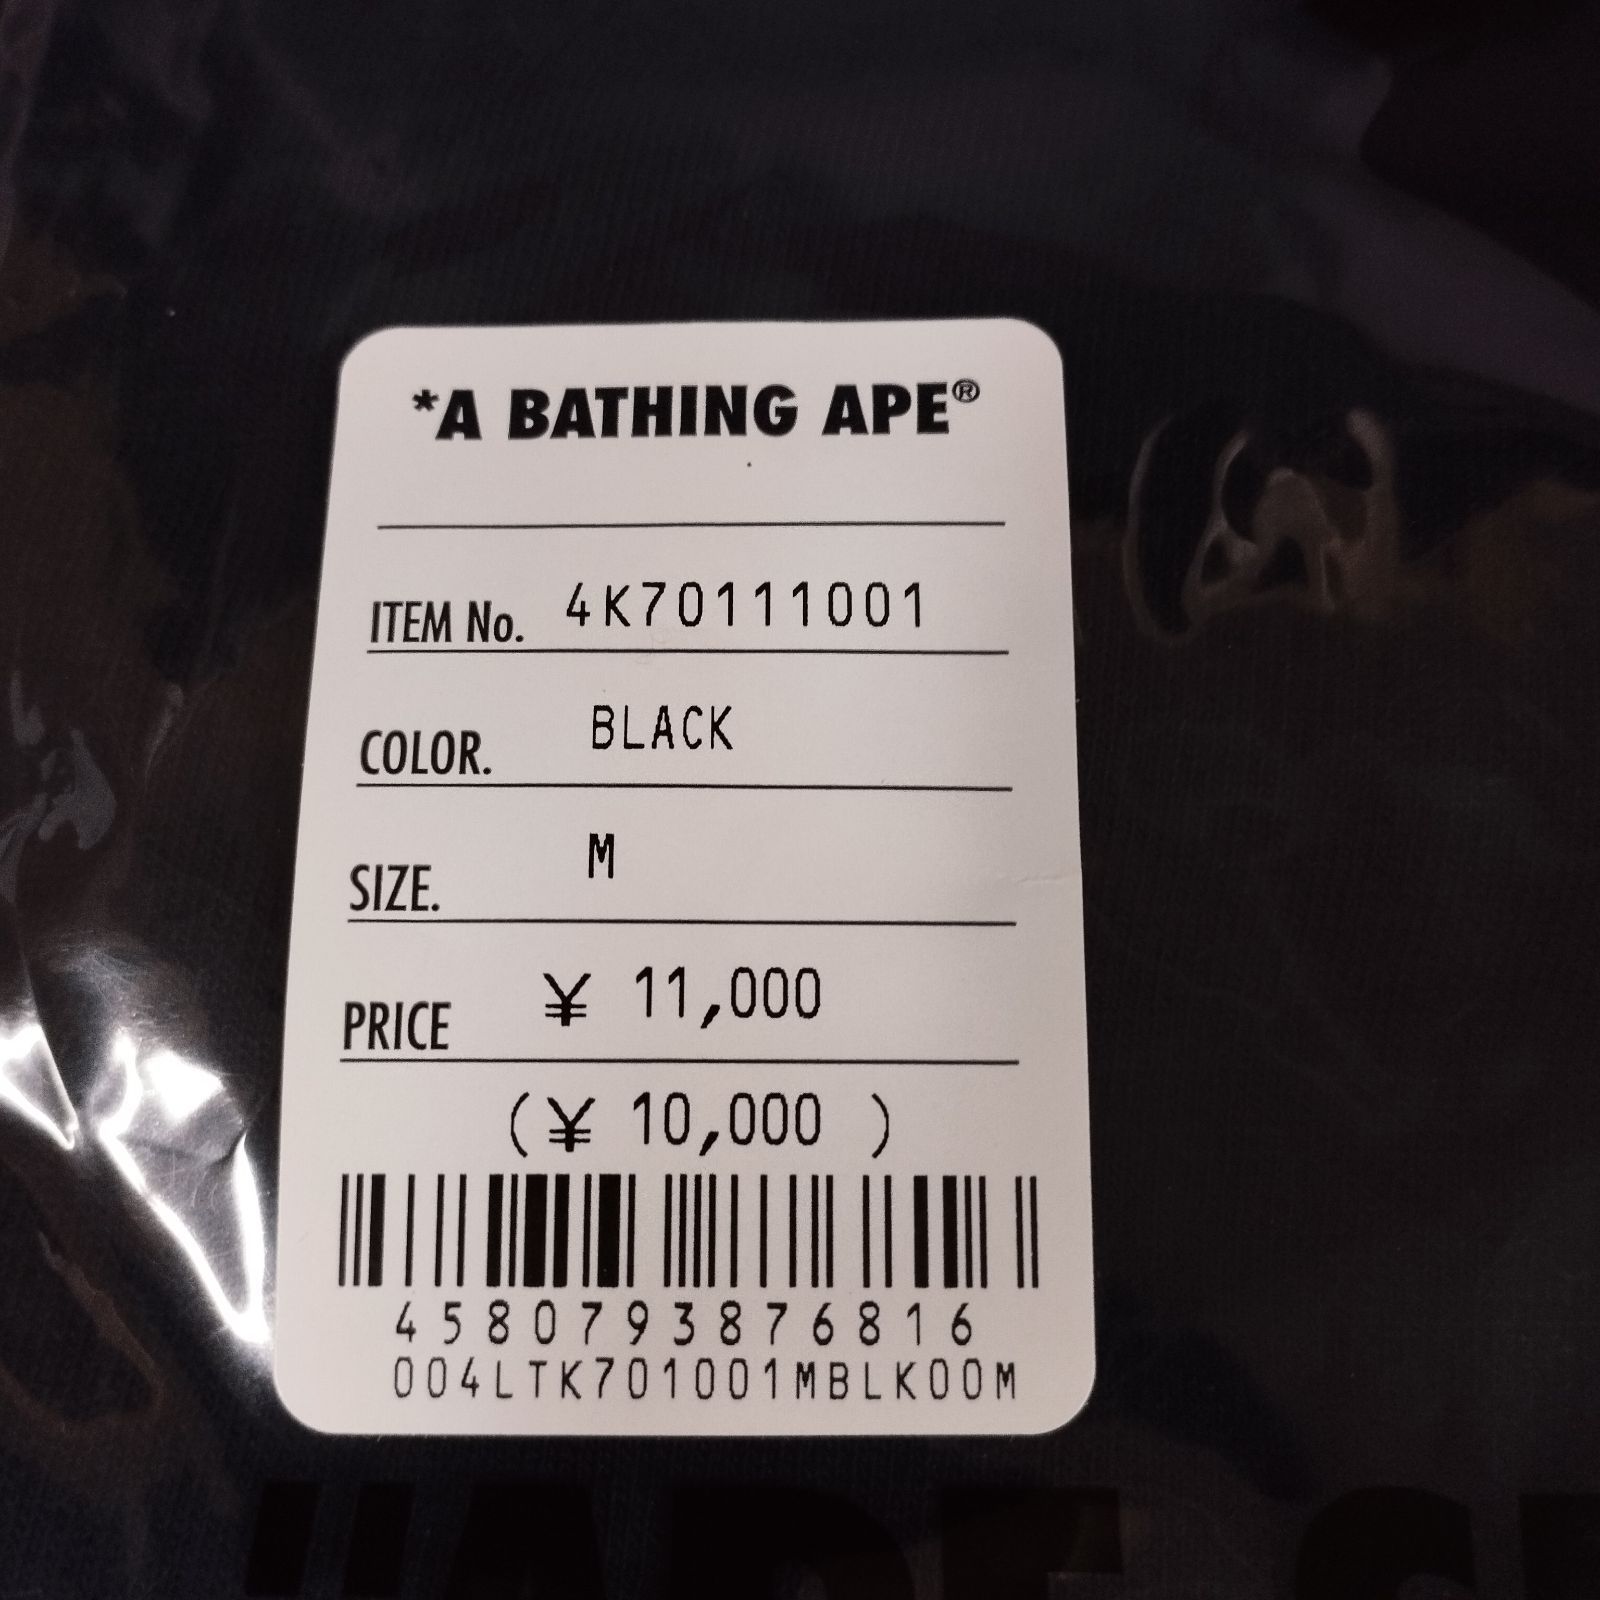 *A BATHING APE®
ITEM No. 4K70111001
COLOR. BLACK
SIZE. M
PRICE ¥ 11,000
(¥ 10,000 )
4580793876816
004LTK701001MBLK00M